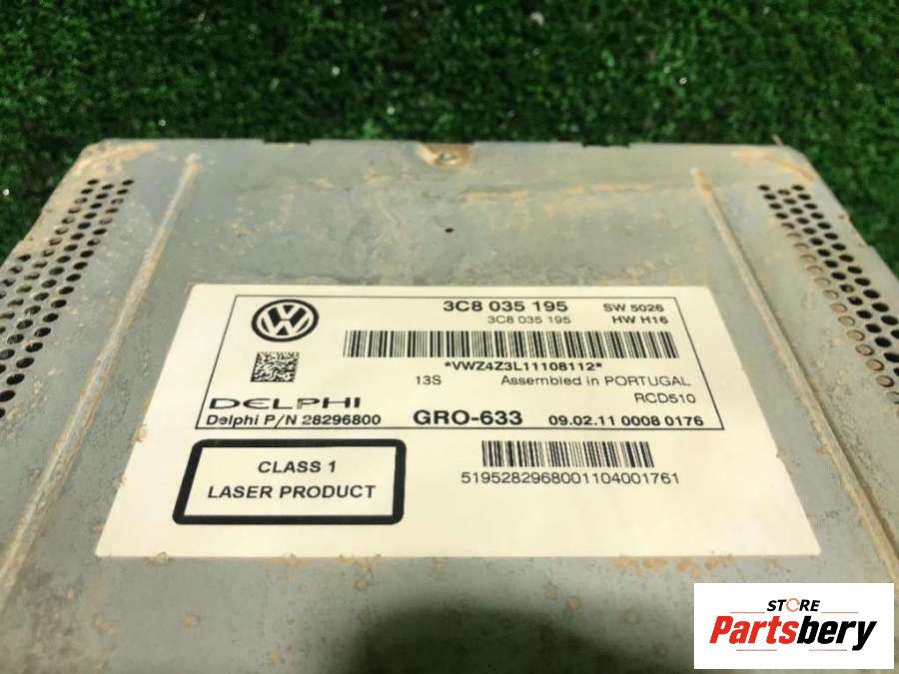 3C8 035 195 SW 5026
3C8 035 195 HW H16
*VWZ4Z3L11108112*
13S Assembled in PORTUGAL
RCD510
DELPHI
Delphi P/N 28296800 GRO-633 09.02.11 0008 0176
CLASS 1
LASER PRODUCT
5195282968001104001761
STORE
Partsbery